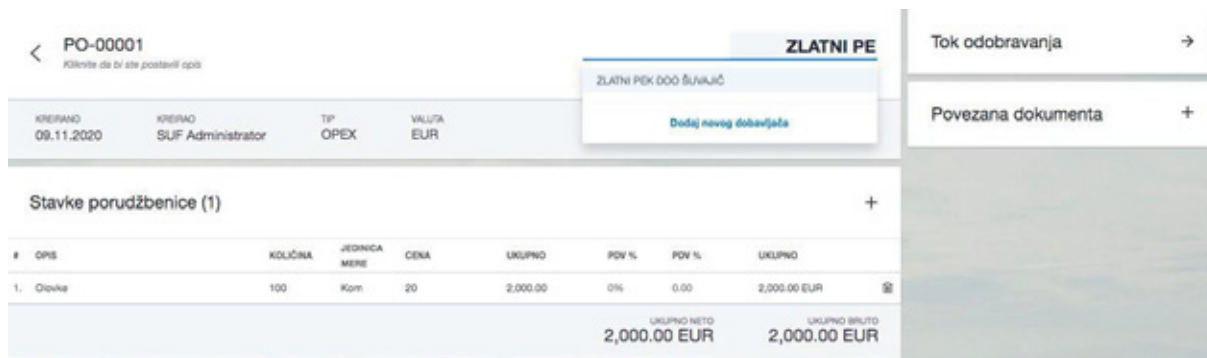 PO-00001
Kliknite da bi ste postavili opis
ZLATNI PE
ZLATNI PEK DOO ŠUVAJIČ
Dodaj novog dobavljača
KREIRANO
KREIRAO
TIP
VALUTA
09.11.2020
SUF Administrator
OPEX
EUR
Tok odobravanja
Povezana dokumenta
Stavke porudžbenice (1)
# OPIS KOLIČINA JEDINICA MERE CENA UKUPNO PDV % PDV % UKUPNO
1. Olovke 100 Kom 20 2,000.00 0% 0.00 2,000.00 EUR
UKUPNO NETO UKUPNO BRUTO
2,000.00 EUR 2,000.00 EUR